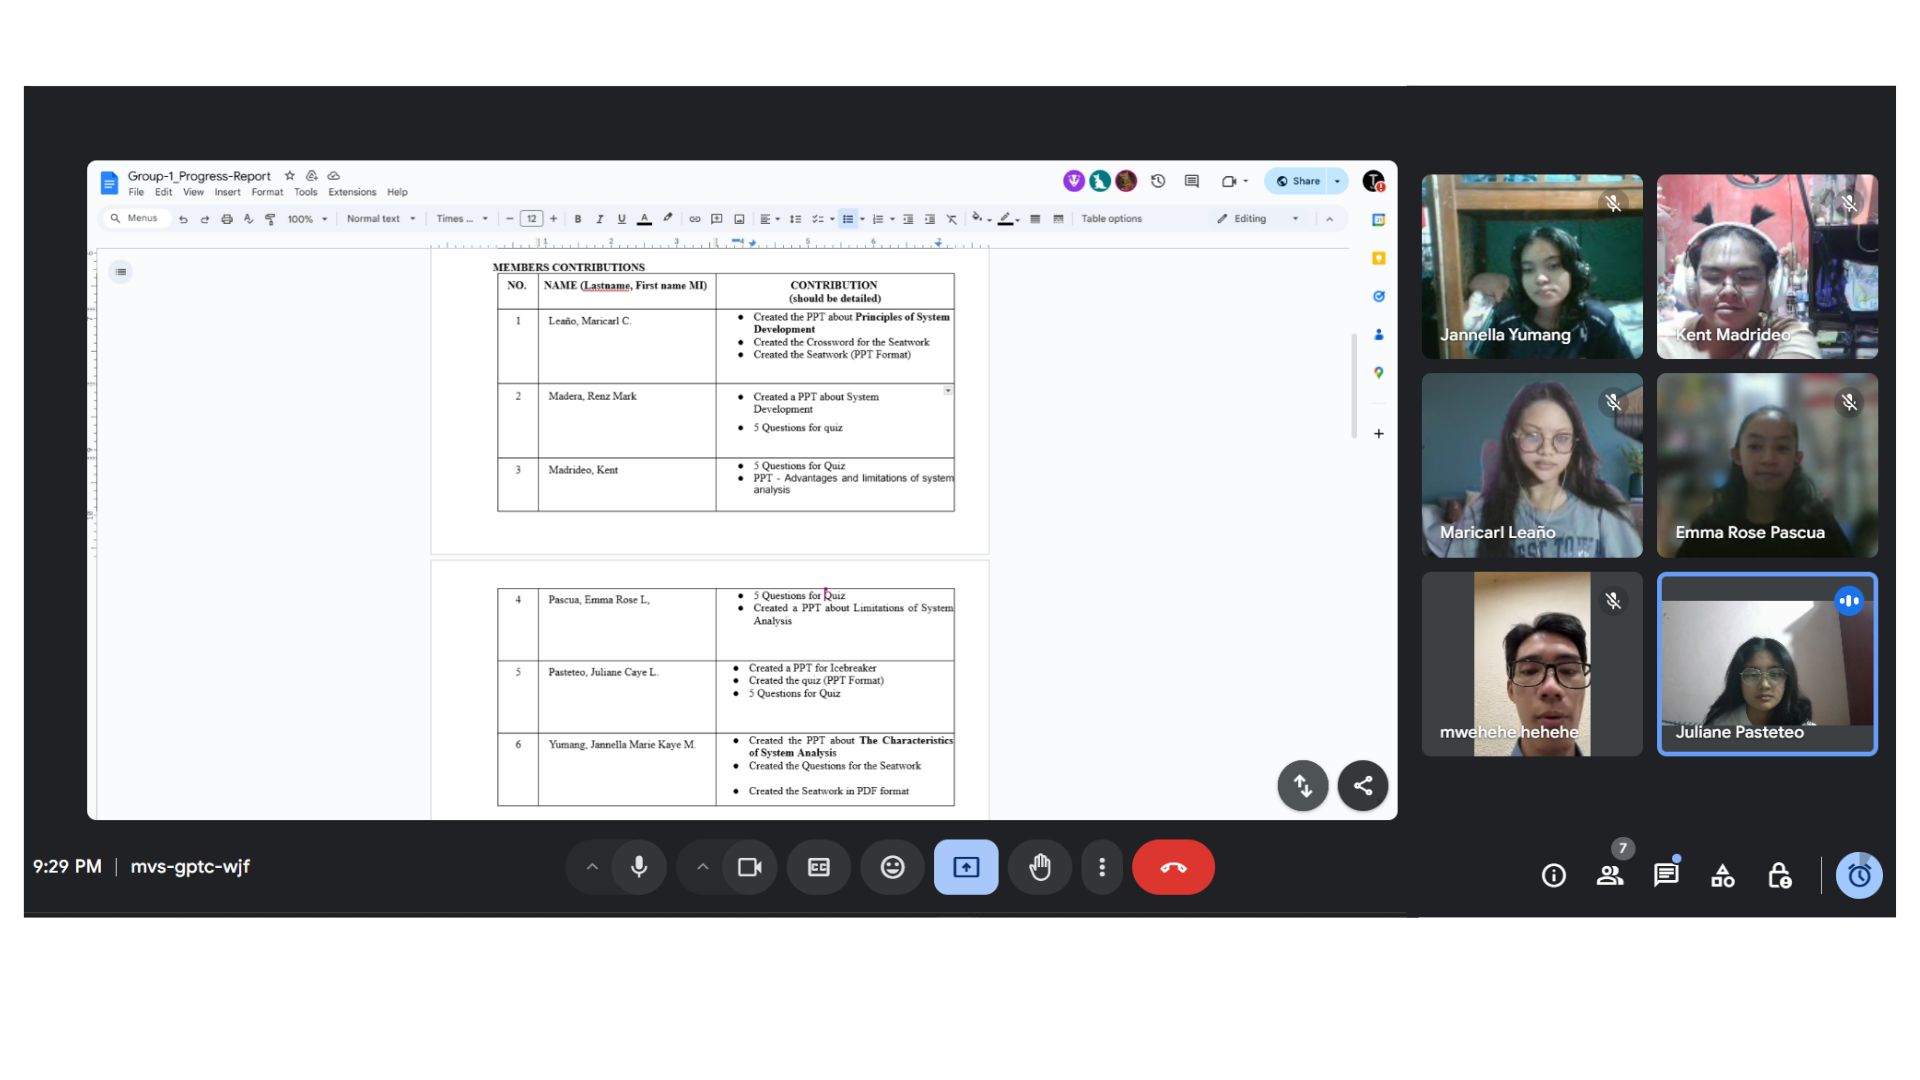 Group-1_Progress-Report
File Edit View Insert Format Tools Extensions Help
Share
Menus
100%
Normal text
Times ...
12
Table options
Editing
1 2 3 4 5 6 7
MEMBERS CONTRIBUTIONS
NO. NAME (Lastname, First name MI) CONTRIBUTION
(should be detailed)
1 Leaño, Maricarl C.
● Created the PPT about Principles of System
Development
● Created the Crossword for the Seatwork
● Created the Seatwork (PPT Format)
2 Madera, Renz Mark
● Created a PPT about System
Development
● 5 Questions for quiz
3 Madrideo, Kent
● 5 Questions for Quiz
● PPT - Advantages and limitations of system
analysis
4 Pascua, Emma Rose L,
● 5 Questions for Quiz
● Created a PPT about Limitations of System
Analysis
5 Pasteteo, Juliane Caye L.
● Created a PPT for Icebreaker
● Created the quiz (PPT Format)
● 5 Questions for Quiz
6 Yumang, Jannella Marie Kaye M.
● Created the PPT about The Characteristics
of System Analysis
● Created the Questions for the Seatwork
● Created the Seatwork in PDF format
Jannella Yumang
Kent Madrideo
Maricarl Leaño
Emma Rose Pascua
mwehehe hehehe
Juliane Pasteteo
9:29 PM | mvs-gptc-wjf
CC
7